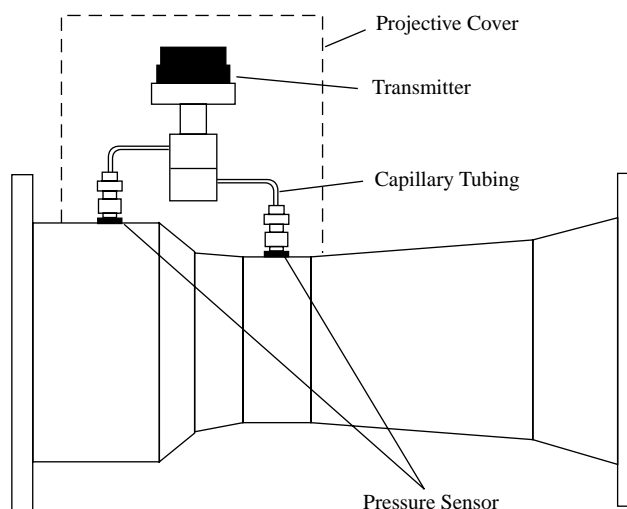 Projective Cover
Transmitter
Capillary Tubing
Pressure Sensor